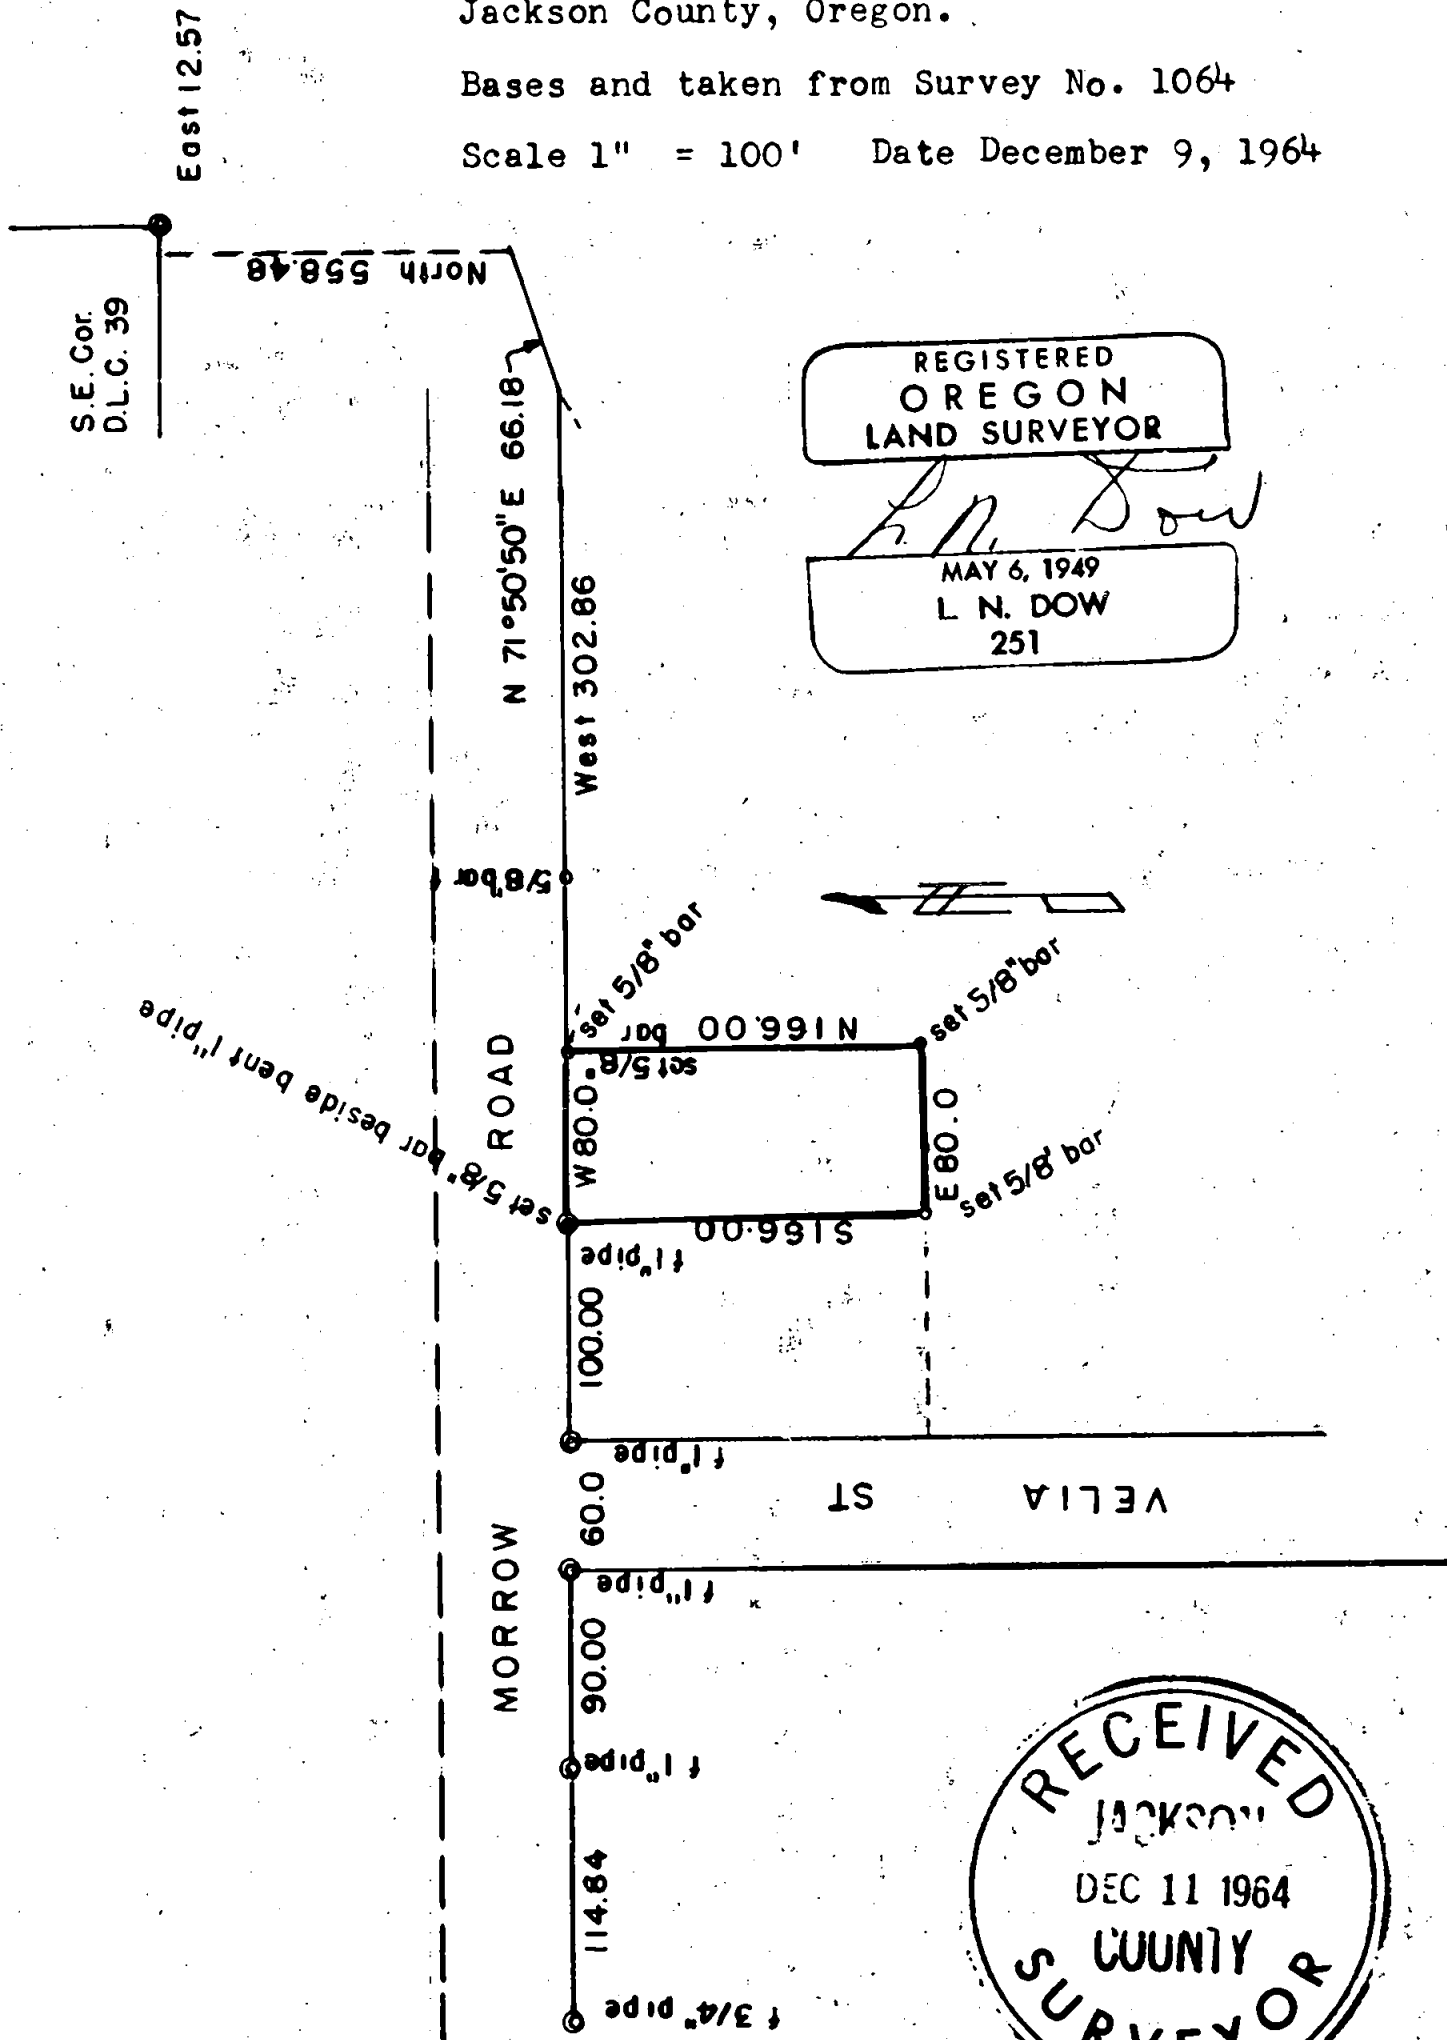 Jackson County, Oregon.
Bases and taken from Survey No. 1064
Scale 1" = 100' Date December 9, 1964
East 12.57
S.E. Cor.
D.L.C. 39
North 558.48
N 71°50'50"E 66.18
West 302.86
REGISTERED
OREGON
LAND SURVEYOR
L. N. Dow
MAY 6, 1949
L N. DOW
251
5/8"bar
set 5/8" bar
N 166.00
set 5/8" bar
set 5/8"bar
set 5/8" bar beside bent 1" pipe
W 80.0
E 80.0
set 5/8" bar
S 166.00
f 1"pipe
100.00
f 1"pipe
60.0
VELIA ST
f 1"pipe
90.00
MORROW ROAD
f 1"pipe
114.84
f 3/4" pipe
RECEIVED
JACKSON
DEC 11 1964
COUNTY
SURVEYOR